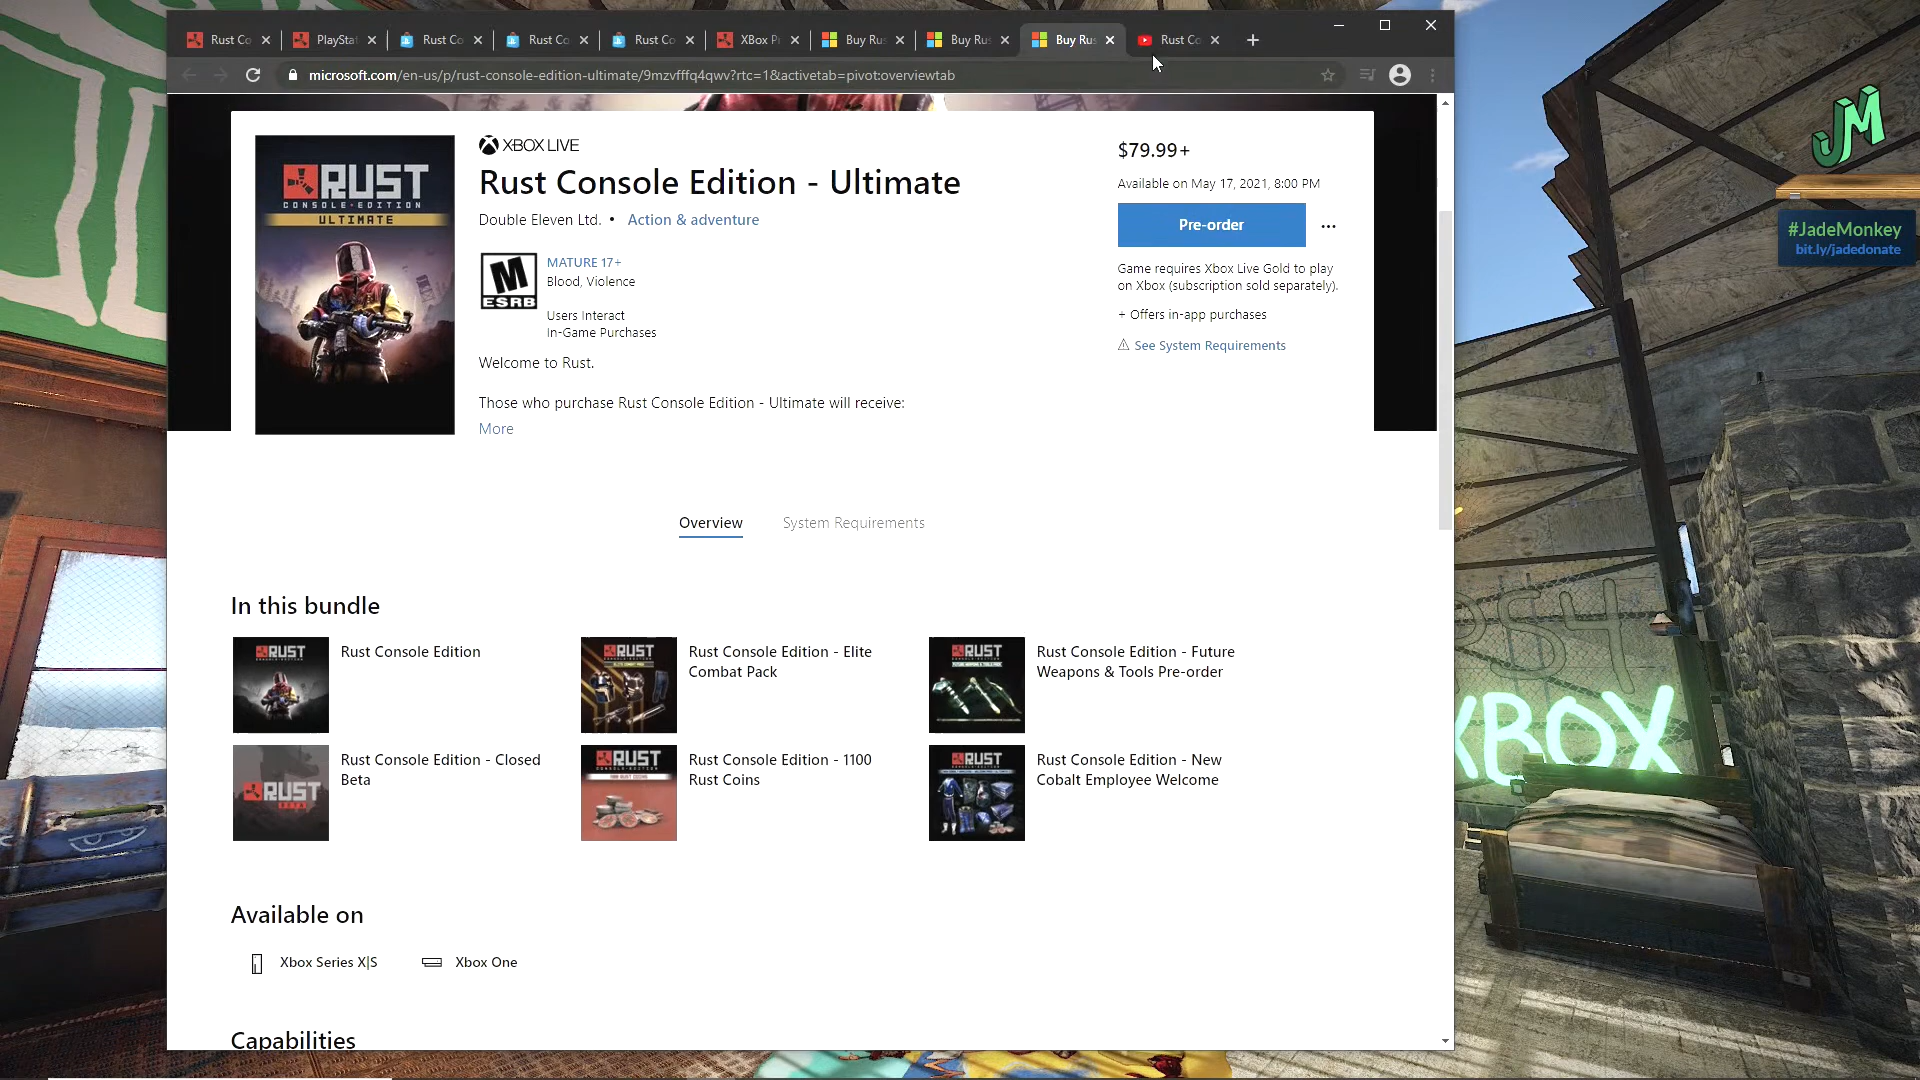 Rust Co
PlaySta
Rust Co
Rust Co
Rust Co
XBox P
Buy Rus
Buy Rus
Buy Rus
Rust Co
microsoft.com/en-us/p/rust-console-edition-ultimate/9mzvfffq4qwv?rtc=1&activetab=pivot:overviewtab
RUST
CONSOLE-EDITION
ULTIMATE
XBOX LIVE
Rust Console Edition - Ultimate
Double Eleven Ltd. • Action & adventure
M
ESRB
MATURE 17+
Blood, Violence
Users Interact
In-Game Purchases
Welcome to Rust.
Those who purchase Rust Console Edition - Ultimate will receive:
More
$79.99+
Available on May 17, 2021, 8:00 PM
Pre-order
Game requires Xbox Live Gold to play
on Xbox (subscription sold separately).
+ Offers in-app purchases
See System Requirements
Overview
System Requirements
In this bundle
RUST
Rust Console Edition
RUST
Rust Console Edition - Elite
Combat Pack
RUST
Rust Console Edition - Future
Weapons & Tools Pre-order
RUST
BETA
Rust Console Edition - Closed
Beta
RUST
Rust Console Edition - 1100
Rust Coins
RUST
Rust Console Edition - New
Cobalt Employee Welcome
Available on
Xbox Series X|S
Xbox One
Capabilities
JM
#JadeMonkey
bit.ly/jadedonate
PS4
XBOX